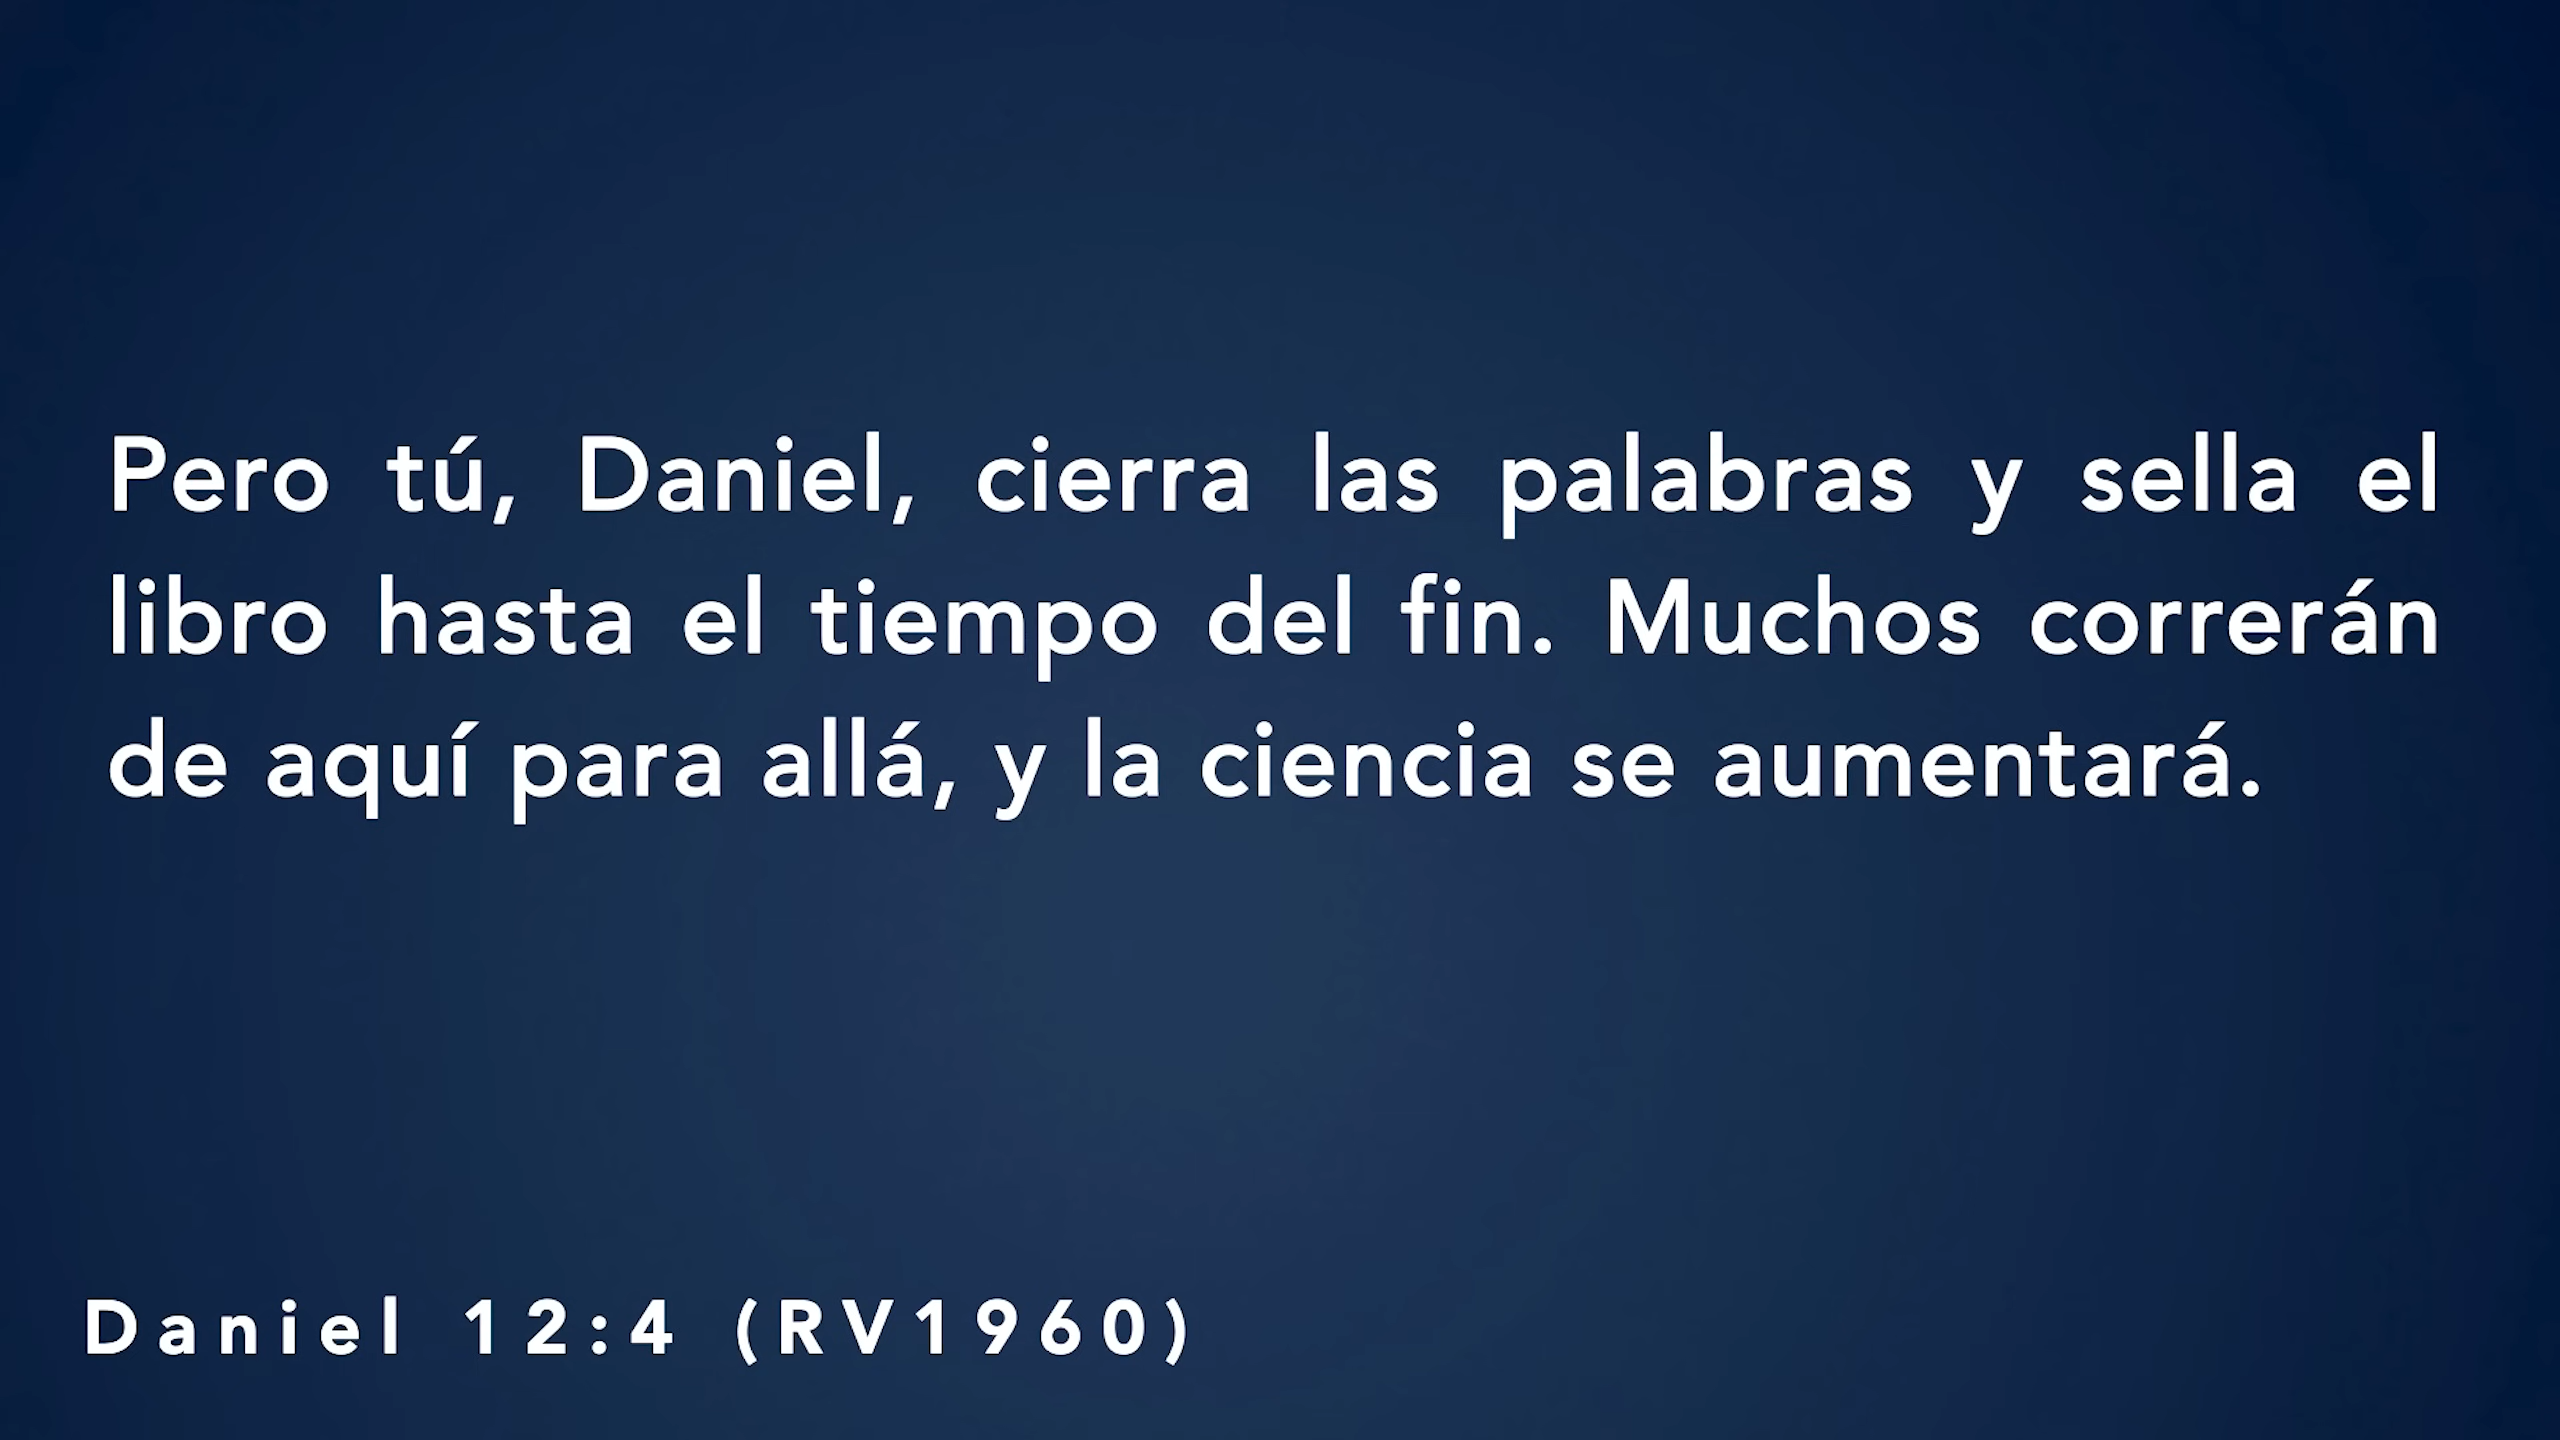 Pero tú, Daniel, cierra las palabras y sella el
libro hasta el tiempo del fin. Muchos correrán
de aquí para allá, y la ciencia se aumentará.
Daniel 12:4 (RV1960)